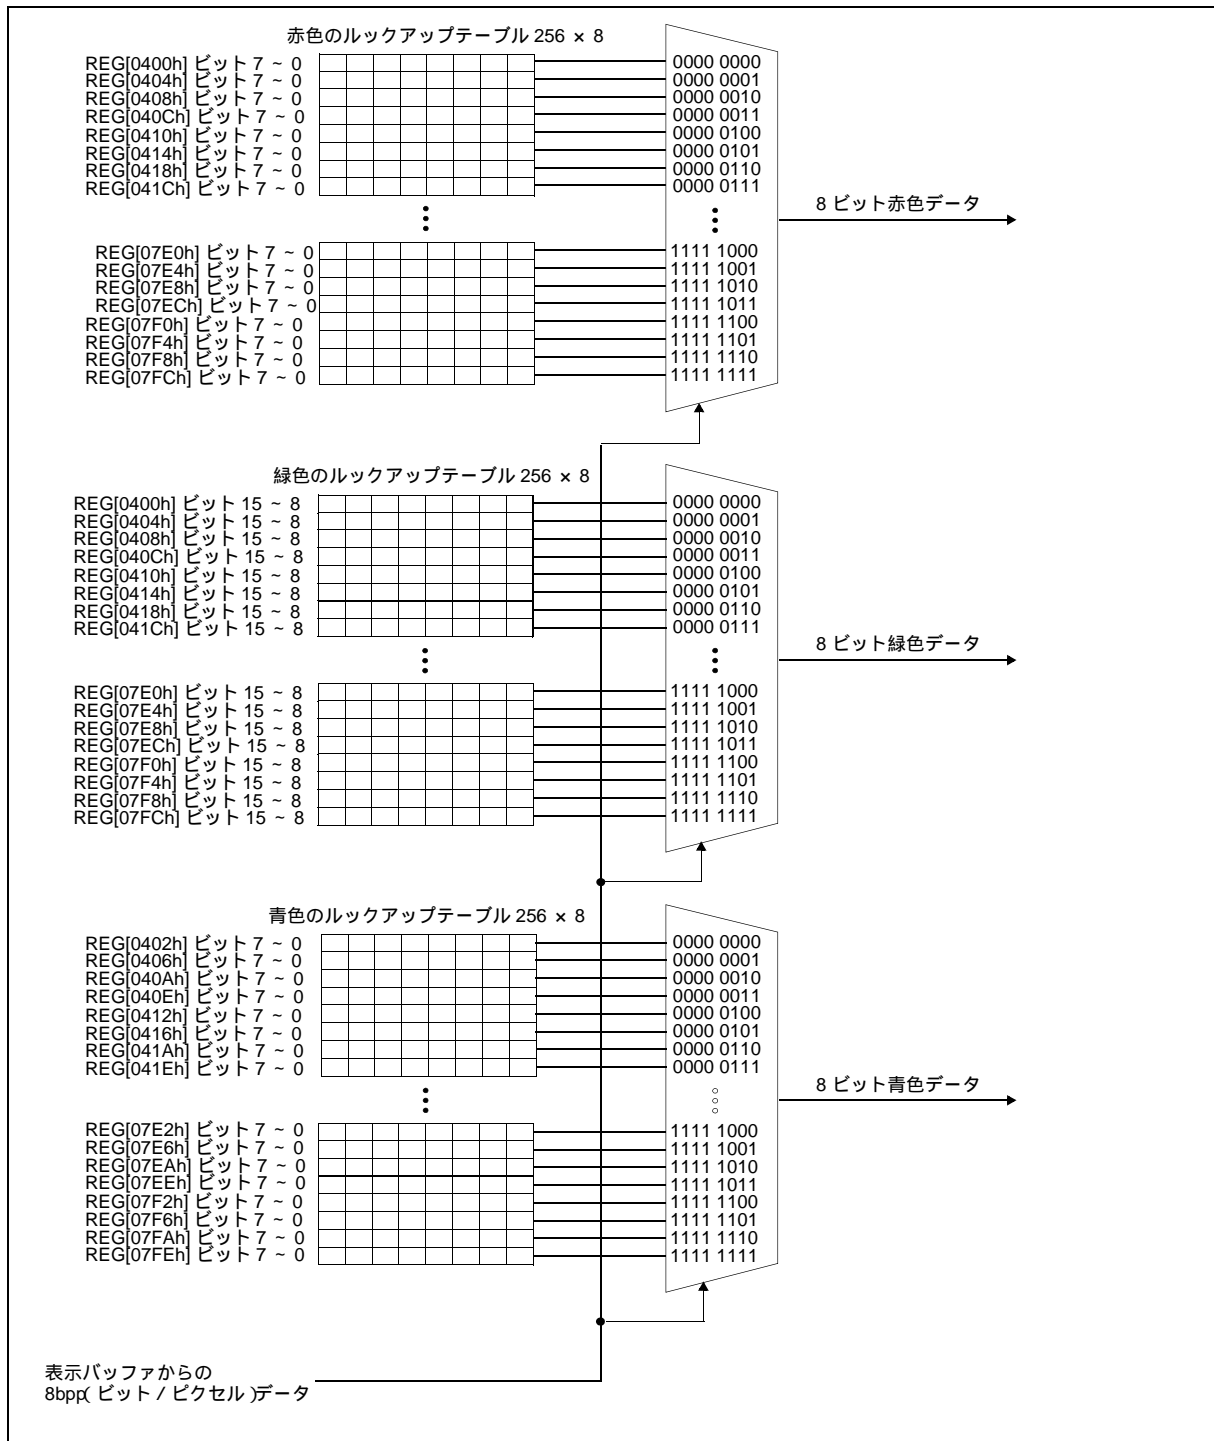 赤色のルックアップテーブル 256 × 8
REG[0400h] ビット 7 ~ 0 0000 0000
REG[0404h] ビット 7 ~ 0 0000 0001
REG[0408h] ビット 7 ~ 0 0000 0010
REG[040Ch] ビット 7 ~ 0 0000 0011
REG[0410h] ビット 7 ~ 0 0000 0100
REG[0414h] ビット 7 ~ 0 0000 0101
REG[0418h] ビット 7 ~ 0 0000 0110
REG[041Ch] ビット 7 ~ 0 0000 0111
8 ビット赤色データ
REG[07E0h] ビット 7 ~ 0 1111 1000
REG[07E4h] ビット 7 ~ 0 1111 1001
REG[07E8h] ビット 7 ~ 0 1111 1010
REG[07ECh] ビット 7 ~ 0 1111 1011
REG[07F0h] ビット 7 ~ 0 1111 1100
REG[07F4h] ビット 7 ~ 0 1111 1101
REG[07F8h] ビット 7 ~ 0 1111 1110
REG[07FCh] ビット 7 ~ 0 1111 1111
緑色のルックアップテーブル 256 × 8
REG[0400h] ビット 15 ~ 8 0000 0000
REG[0404h] ビット 15 ~ 8 0000 0001
REG[0408h] ビット 15 ~ 8 0000 0010
REG[040Ch] ビット 15 ~ 8 0000 0011
REG[0410h] ビット 15 ~ 8 0000 0100
REG[0414h] ビット 15 ~ 8 0000 0101
REG[0418h] ビット 15 ~ 8 0000 0110
REG[041Ch] ビット 15 ~ 8 0000 0111
8 ビット緑色データ
REG[07E0h] ビット 15 ~ 8 1111 1000
REG[07E4h] ビット 15 ~ 8 1111 1001
REG[07E8h] ビット 15 ~ 8 1111 1010
REG[07ECh] ビット 15 ~ 8 1111 1011
REG[07F0h] ビット 15 ~ 8 1111 1100
REG[07F4h] ビット 15 ~ 8 1111 1101
REG[07F8h] ビット 15 ~ 8 1111 1110
REG[07FCh] ビット 15 ~ 8 1111 1111
青色のルックアップテーブル 256 × 8
REG[0402h] ビット 7 ~ 0 0000 0000
REG[0406h] ビット 7 ~ 0 0000 0001
REG[040Ah] ビット 7 ~ 0 0000 0010
REG[040Eh] ビット 7 ~ 0 0000 0011
REG[0412h] ビット 7 ~ 0 0000 0100
REG[0416h] ビット 7 ~ 0 0000 0101
REG[041Ah] ビット 7 ~ 0 0000 0110
REG[041Eh] ビット 7 ~ 0 0000 0111
8 ビット青色データ
REG[07E2h] ビット 7 ~ 0 1111 1000
REG[07E6h] ビット 7 ~ 0 1111 1001
REG[07EAh] ビット 7 ~ 0 1111 1010
REG[07EEh] ビット 7 ~ 0 1111 1011
REG[07F2h] ビット 7 ~ 0 1111 1100
REG[07F6h] ビット 7 ~ 0 1111 1101
REG[07FAh] ビット 7 ~ 0 1111 1110
REG[07FEh] ビット 7 ~ 0 1111 1111
表示バッファからの
8bpp( ビット / ピクセル )データ